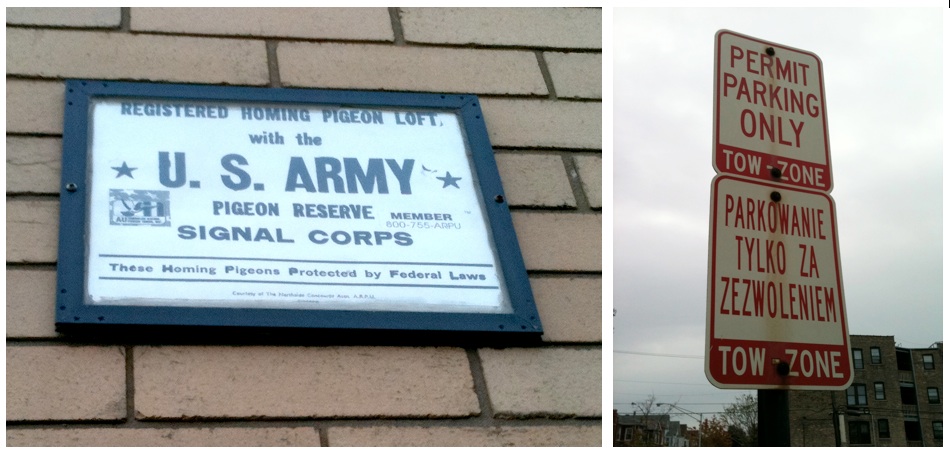 REGISTERED HOMING PIGEON LOFT,
with the
U. S. ARMY
PIGEON RESERVE MEMBER
800-755-ARPU
SIGNAL CORPS
These Homing Pigeons Protected by Federal Laws
PERMIT
PARKING
ONLY
TOW-ZONE
PARKOWANIE
TYLKO ZA
ZEZWOLENIEM
TOW ZONE